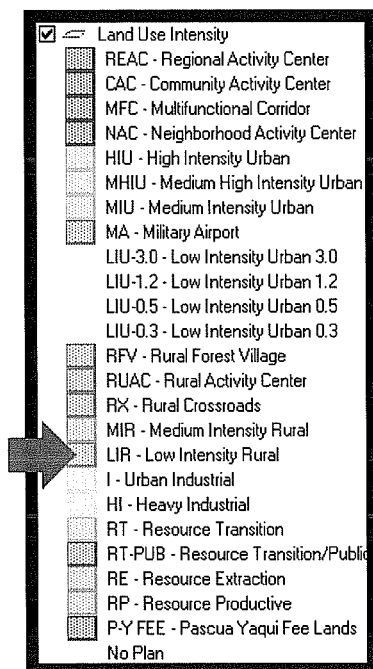 Land Use Intensity
REAC - Regional Activity Center
CAC - Community Activity Center
MFC - Multifunctional Corridor
NAC - Neighborhood Activity Center
HIU - High Intensity Urban
MHIU - Medium High Intensity Urban
MIU - Medium Intensity Urban
MA - Military Airport
LIU-3.0 - Low Intensity Urban 3.0
LIU-1.2 - Low Intensity Urban 1.2
LIU-0.5 - Low Intensity Urban 0.5
LIU-0.3 - Low Intensity Urban 0.3
RFV - Rural Forest Village
RUAC - Rural Activity Center
RX - Rural Crossroads
MIR - Medium Intensity Rural
LIR - Low Intensity Rural
I - Urban Industrial
HI - Heavy Industrial
RT - Resource Transition
RT-PUB - Resource Transition/Public
RE - Resource Extraction
RP - Resource Productive
P-Y FEE - Pascua Yaqui Fee Lands
No Plan